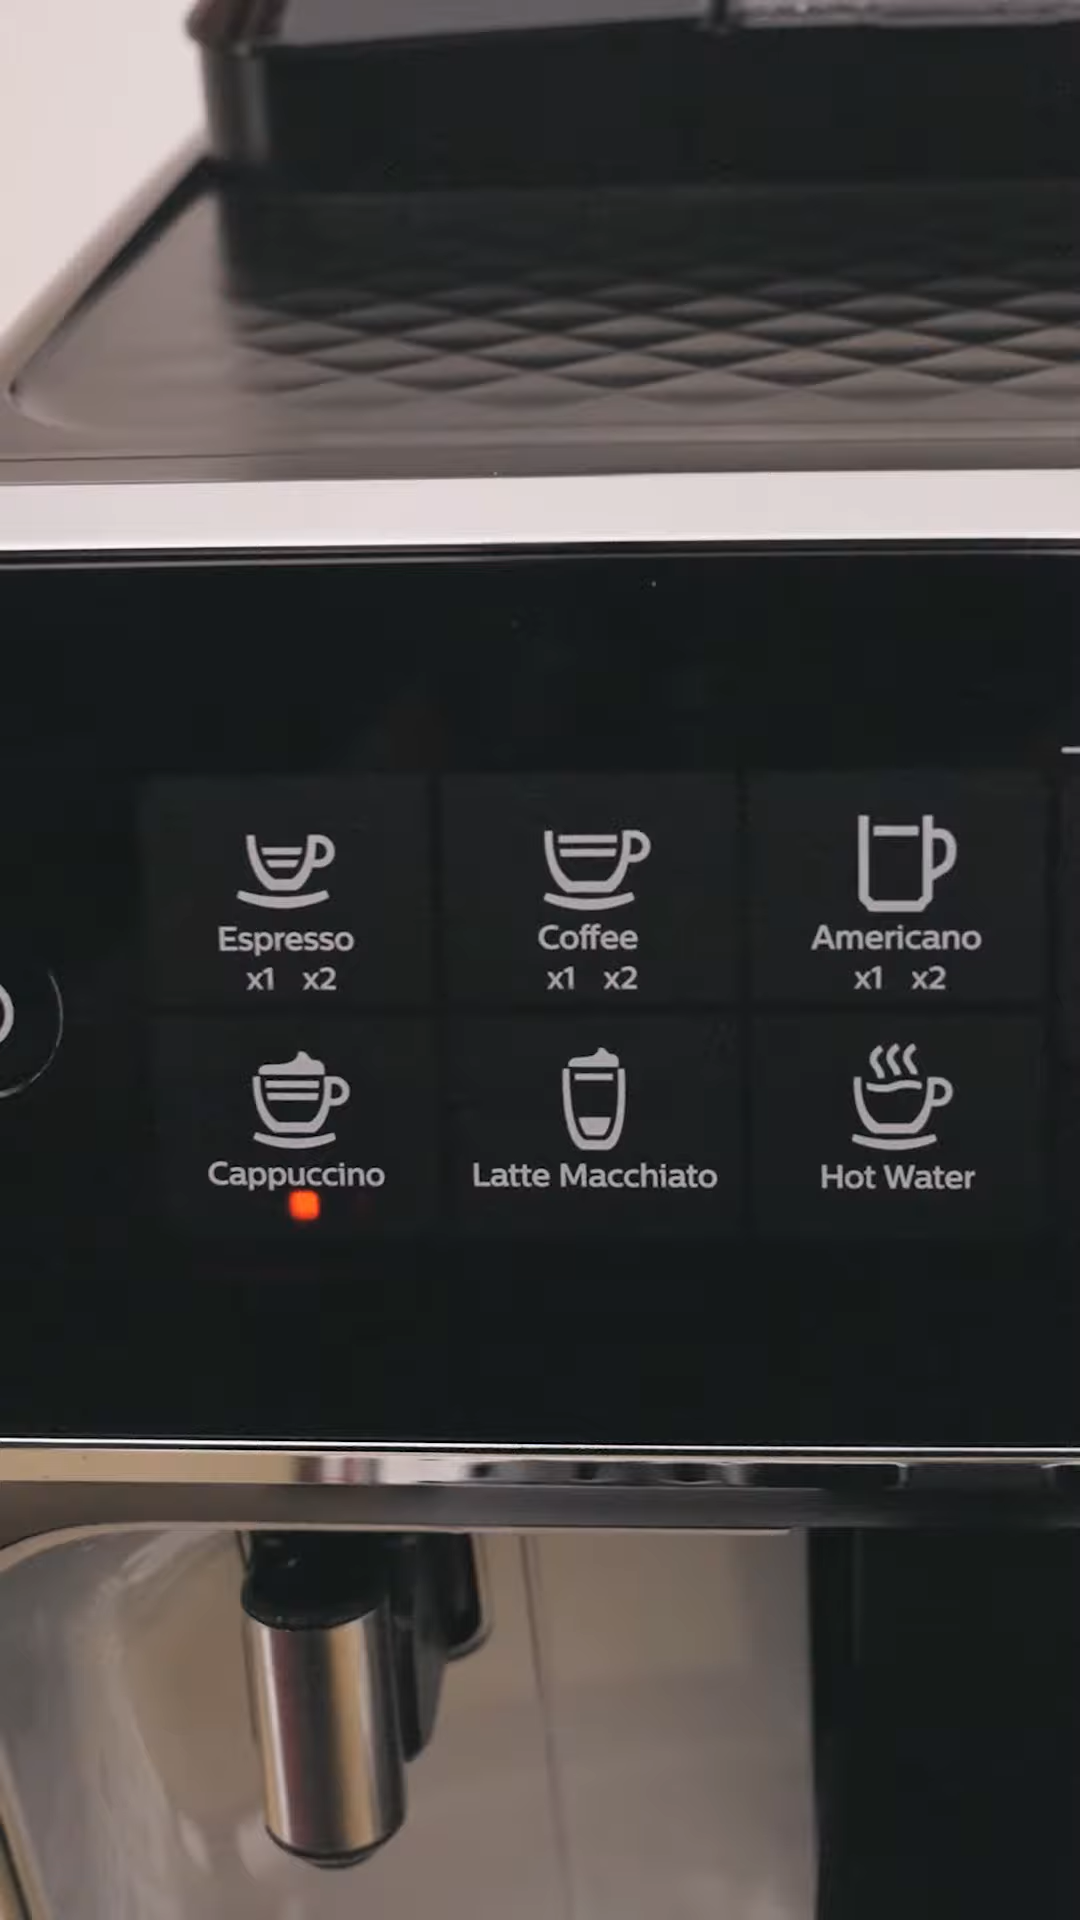 Espresso
x1 x2
Coffee
x1 x2
Americano
x1 x2
Cappuccino
Latte Macchiato
Hot Water